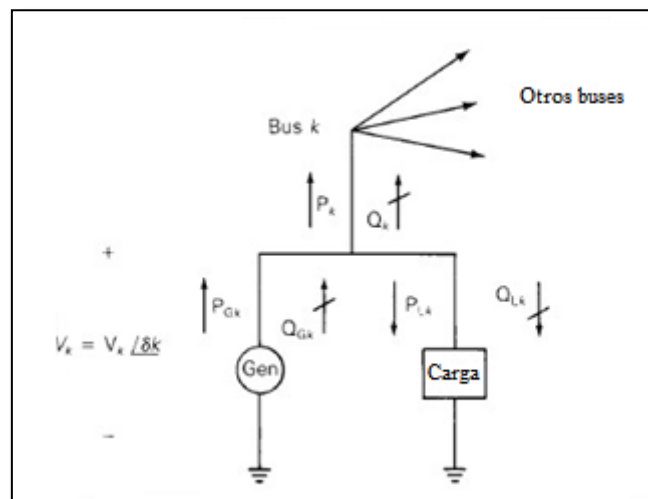 Otros buses
Bus k
P_k
Q_k
+
P_Gk
Q_Gk
P_Lk
Q_Lk
V_k = V_k /δk
Gen
Carga
−